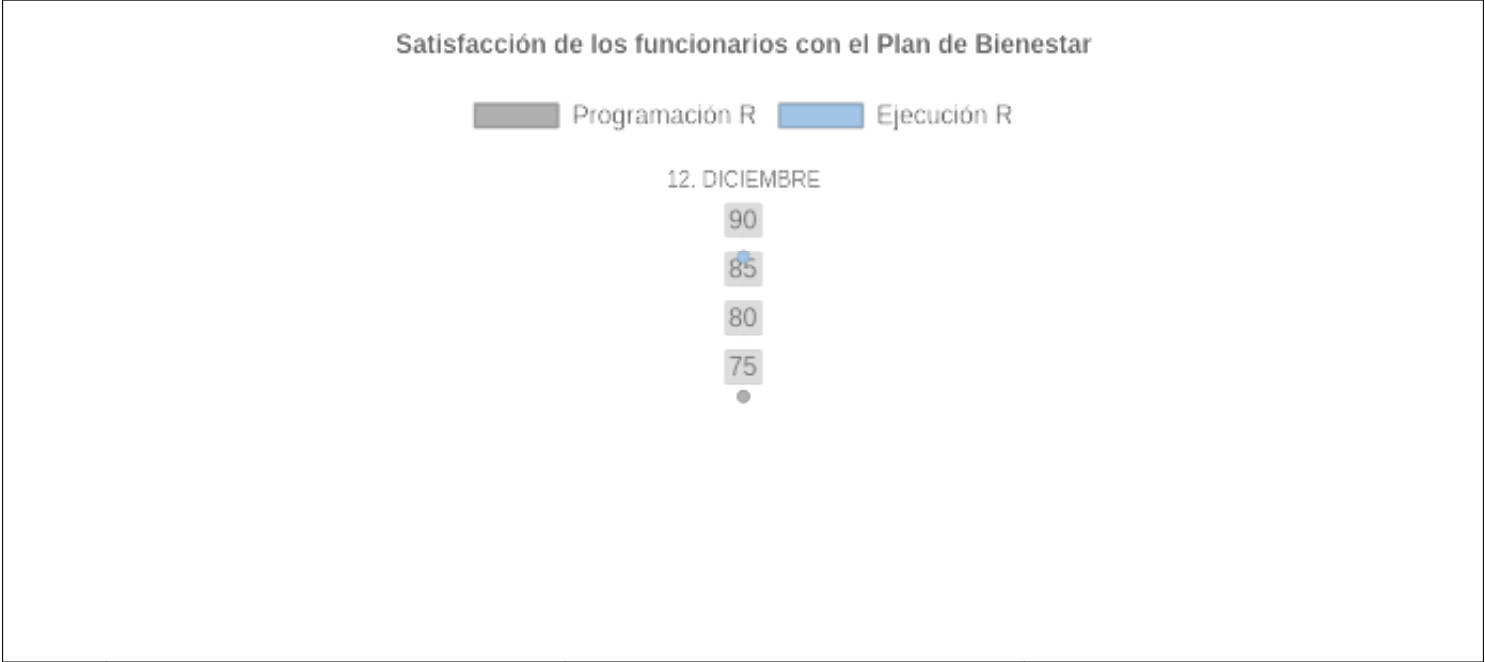 Satisfacción de los funcionarios con el Plan de Bienestar
Programación R Ejecución R
12. DICIEMBRE
90
85
80
75